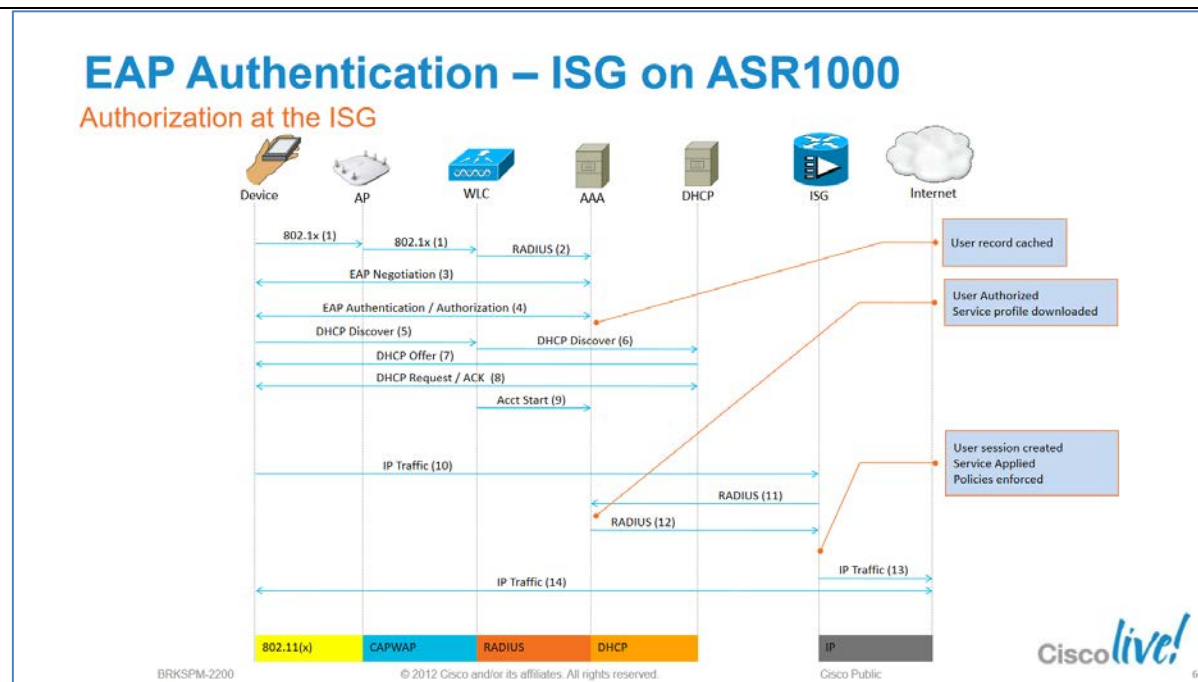 EAP Authentication – ISG on ASR1000
Authorization at the ISG
Device
AP
WLC
AAA
DHCP
ISG
Internet
802.1x (1)
802.1x (1)
RADIUS (2)
User record cached
EAP Negotiation (3)
User Authorized
Service profile downloaded
EAP Authentication / Authorization (4)
DHCP Discover (5)
DHCP Discover (6)
DHCP Offer (7)
DHCP Request / ACK (8)
Acct Start (9)
User session created
Service Applied
Policies enforced
IP Traffic (10)
RADIUS (11)
RADIUS (12)
IP Traffic (13)
IP Traffic (14)
802.11(x)
CAPWAP
RADIUS
DHCP
IP
Cisco live!
BRKSPM-2200
© 2012 Cisco and/or its affiliates. All rights reserved.
Cisco Public